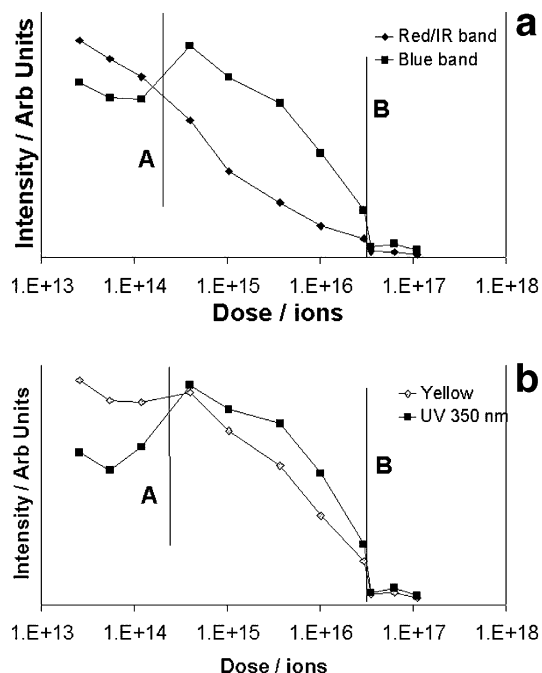 a
Red/IR band
Blue band
Intensity / Arb Units
A
B
1.E+13 1.E+14 1.E+15 1.E+16 1.E+17 1.E+18
Dose / ions
b
Yellow
UV 350 nm
Intensity / Arb Units
A
B
1.E+13 1.E+14 1.E+15 1.E+16 1.E+17 1.E+18
Dose / ions